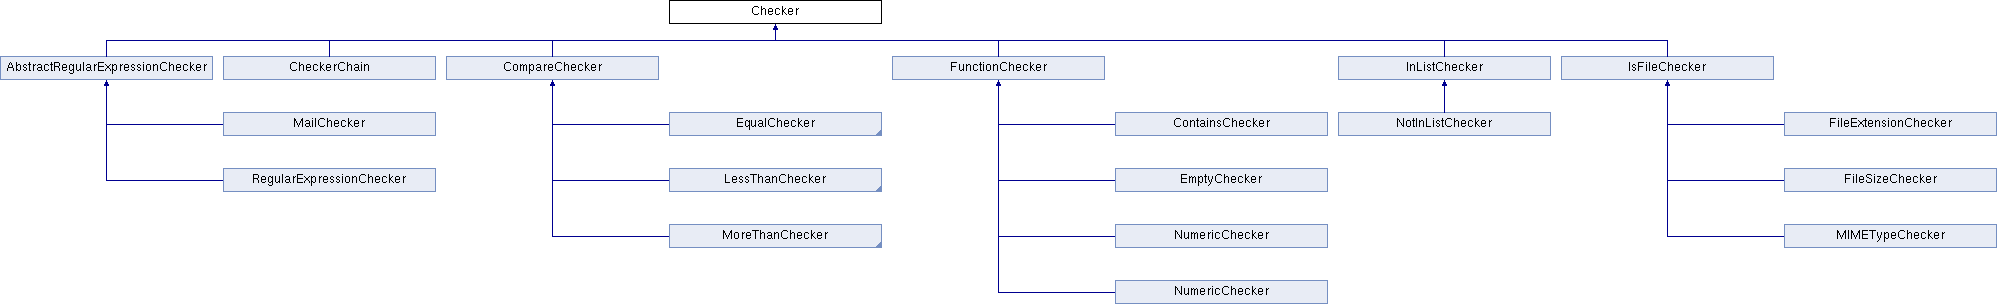 Checker
AbstractRegularExpressionChecker
CheckerChain
CompareChecker
FunctionChecker
InListChecker
IsFileChecker
MailChecker
EqualChecker
ContainsChecker
NotInListChecker
FileExtensionChecker
RegularExpressionChecker
LessThanChecker
EmptyChecker
FileSizeChecker
MoreThanChecker
NumericChecker
MIMETypeChecker
NumericChecker